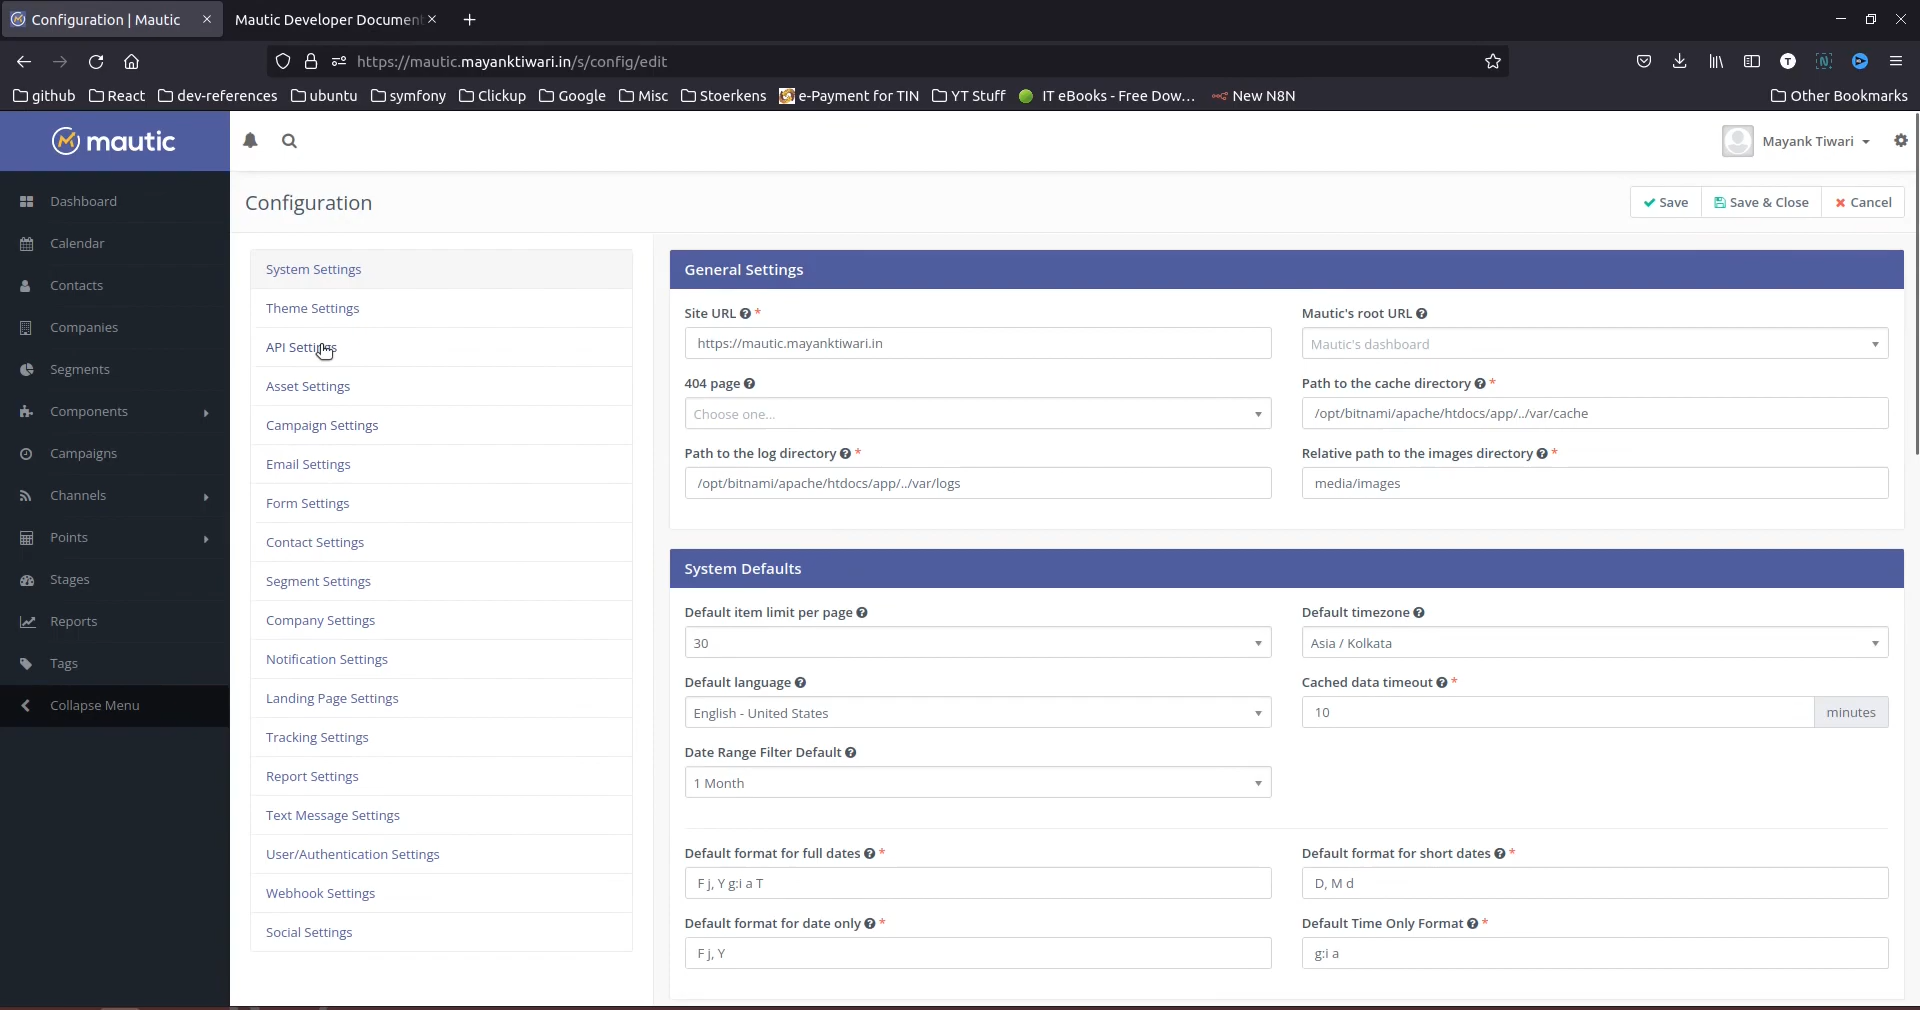 Configuration | Mautic
Mautic Developer Documen
https://mautic.mayanktiwari.in/s/config/edit
github
React
dev-references
ubuntu
symfony
Clickup
Google
Misc
Stoerkens
e-Payment for TIN
YT Stuff
IT eBooks - Free Dow...
New N8N
Other Bookmarks
mautic
Mayank Tiwari
Dashboard
Calendar
Contacts
Companies
Segments
Components
Campaigns
Channels
Points
Stages
Reports
Tags
Collapse Menu
Configuration
Save
Save & Close
Cancel
System Settings
Theme Settings
API Settings
Asset Settings
Campaign Settings
Email Settings
Form Settings
Contact Settings
Segment Settings
Company Settings
Notification Settings
Landing Page Settings
Tracking Settings
Report Settings
Text Message Settings
User/Authentication Settings
Webhook Settings
Social Settings
General Settings
Site URL *
https://mautic.mayanktiwari.in
Mautic's root URL
Mautic's dashboard
404 page
Choose one...
Path to the cache directory *
/opt/bitnami/apache/htdocs/app/../var/cache
Path to the log directory *
/opt/bitnami/apache/htdocs/app/../var/logs
Relative path to the images directory *
media/images
System Defaults
Default item limit per page
30
Default timezone
Asia / Kolkata
Default language
English - United States
Cached data timeout *
10 minutes
Date Range Filter Default
1 Month
Default format for full dates *
F j, Y g:i a T
Default format for short dates *
D, M d
Default format for date only *
F j, Y
Default Time Only Format *
g:i a